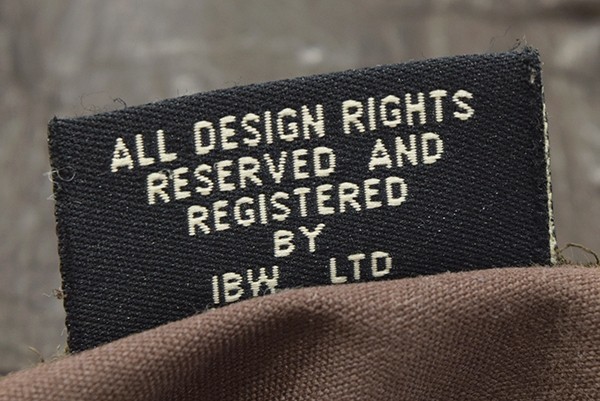 ALL DESIGN RIGHTS
RESERVED AND
REGISTERED
BY
IBW LTD